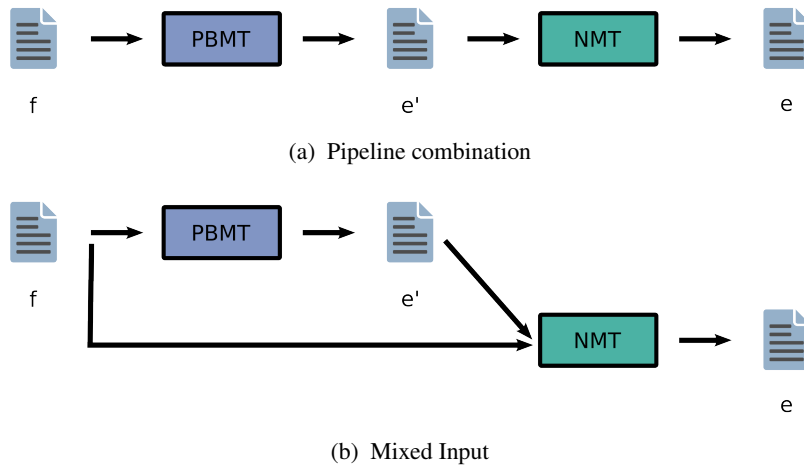 PBMT
NMT
f
e'
e
(a) Pipeline combination
PBMT
f
e'
NMT
e
(b) Mixed Input